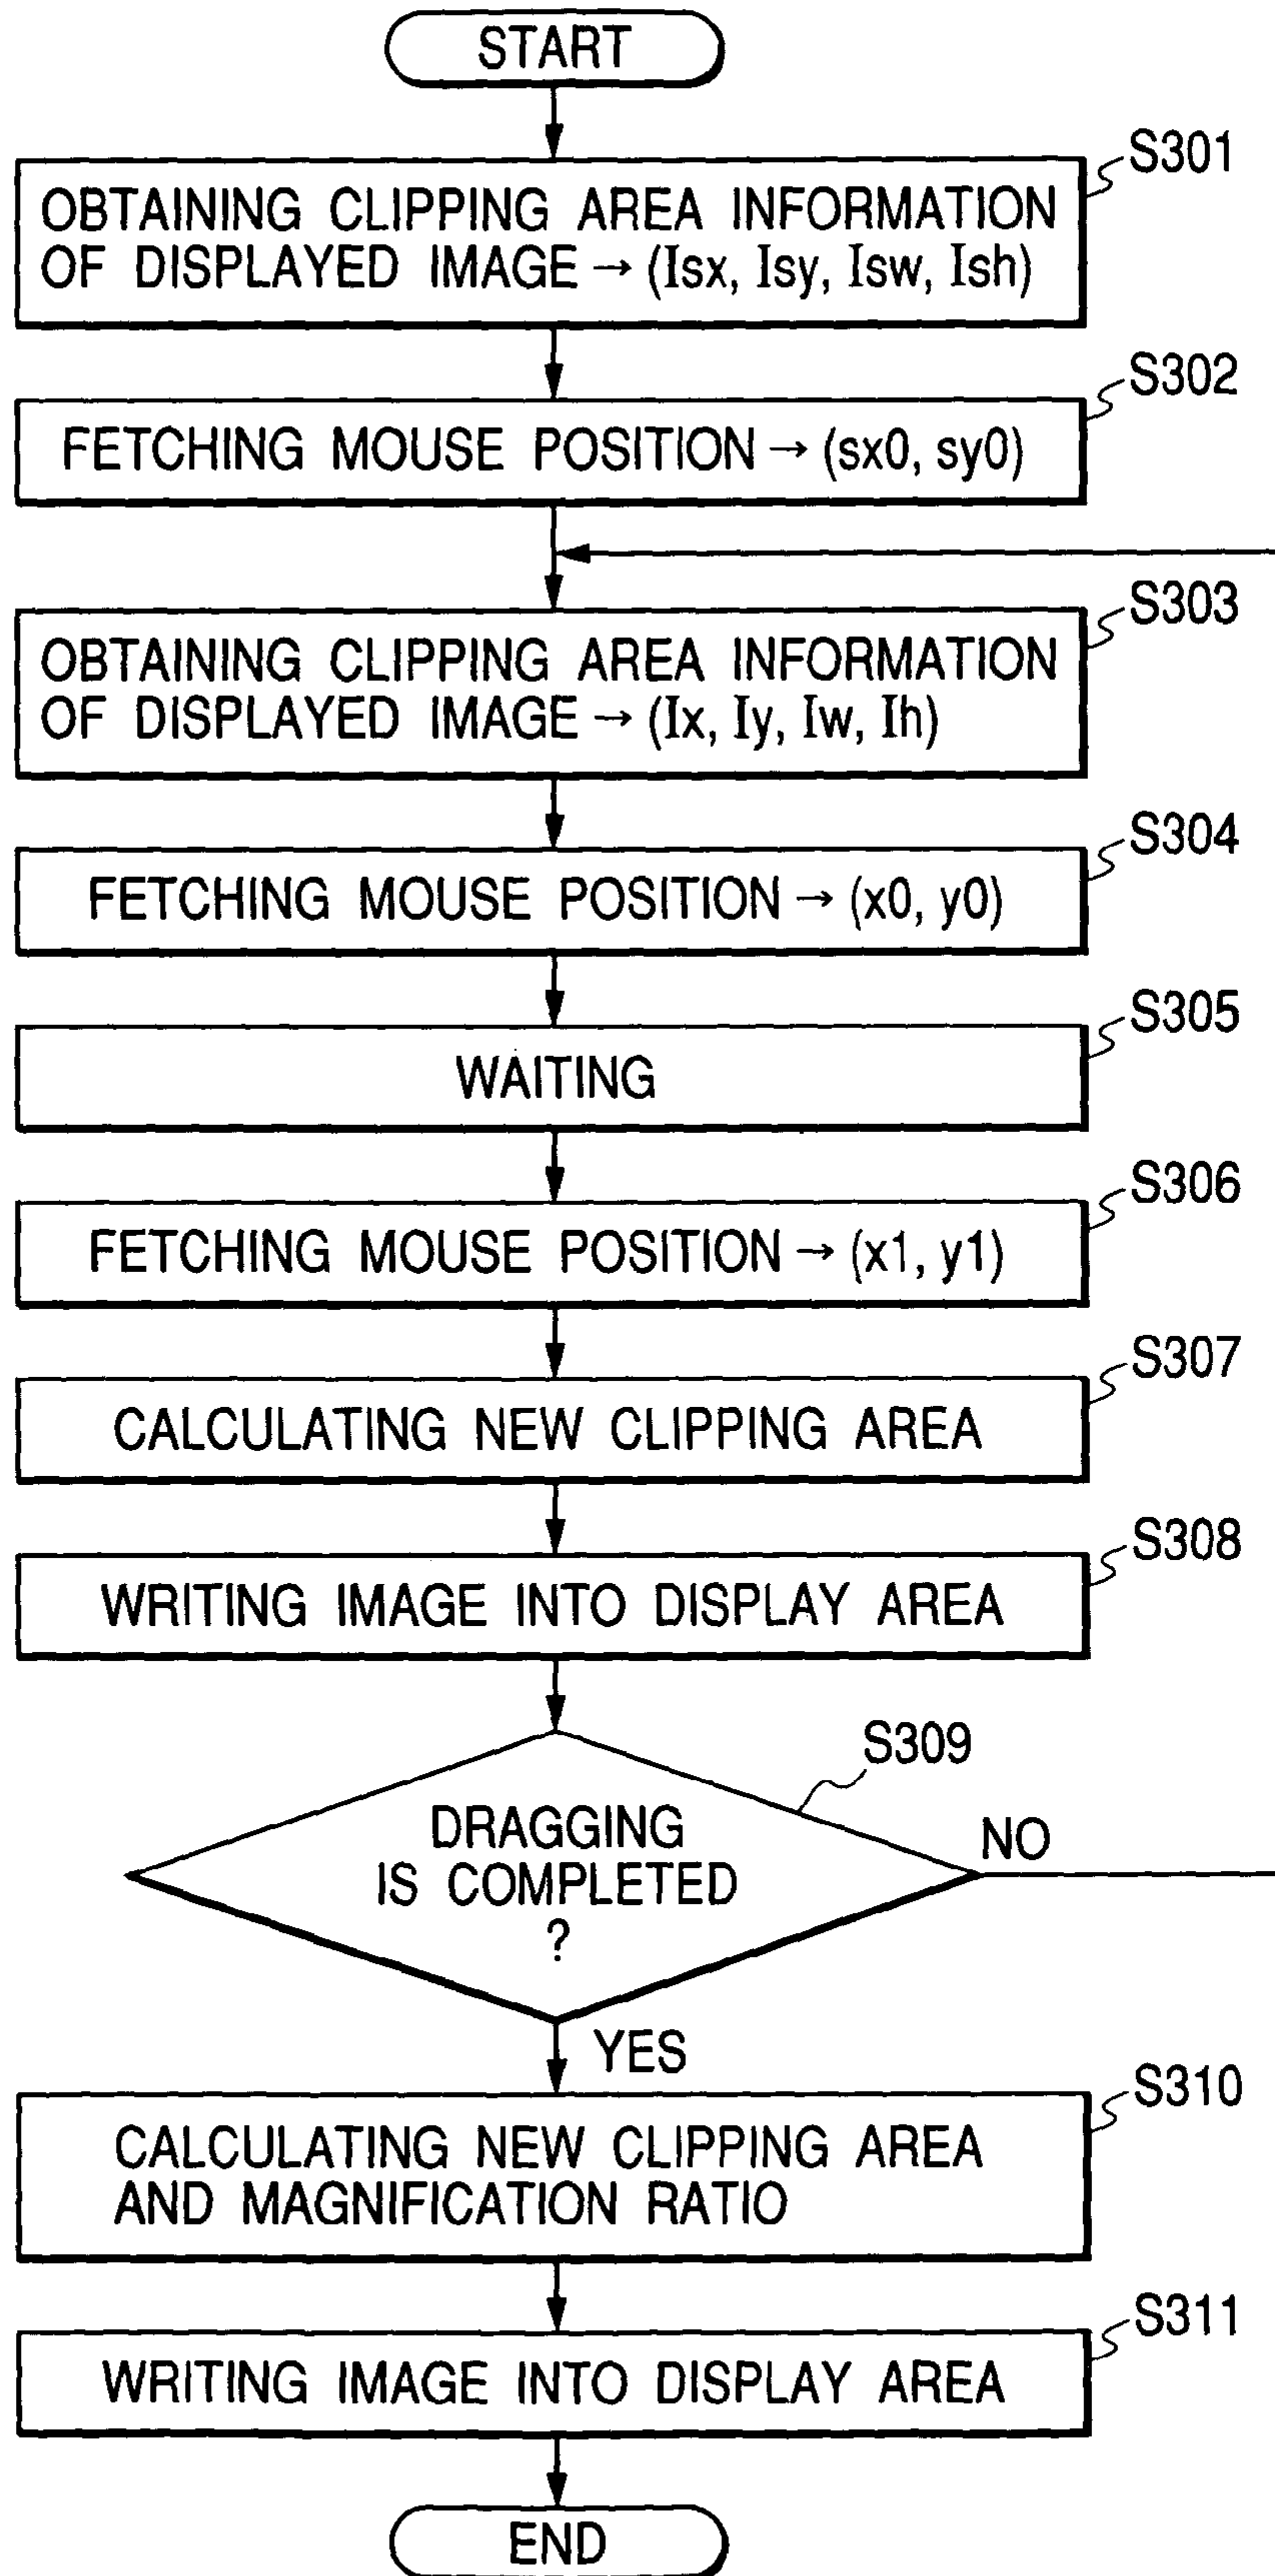 START
S301
OBTAINING CLIPPING AREA INFORMATION
OF DISPLAYED IMAGE → (Isx, Isy, Isw, Ish)
S302
FETCHING MOUSE POSITION → (sx0, sy0)
S303
OBTAINING CLIPPING AREA INFORMATION
OF DISPLAYED IMAGE → (Ix, Iy, Iw, Ih)
S304
FETCHING MOUSE POSITION → (x0, y0)
S305
WAITING
S306
FETCHING MOUSE POSITION → (x1, y1)
S307
CALCULATING NEW CLIPPING AREA
S308
WRITING IMAGE INTO DISPLAY AREA
S309
DRAGGING
IS COMPLETED
?
NO
YES
S310
CALCULATING NEW CLIPPING AREA
AND MAGNIFICATION RATIO
S311
WRITING IMAGE INTO DISPLAY AREA
END